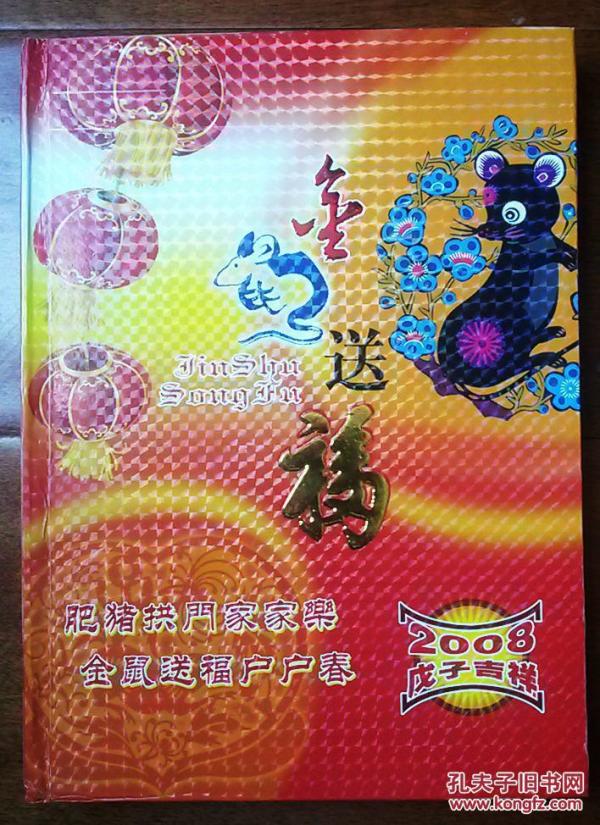 金
送
福
JinShu
SongFu
肥猪拱門家家樂
金鼠送福户户春
2008
戊子吉祥
孔夫子旧书网
www.kongfz.com